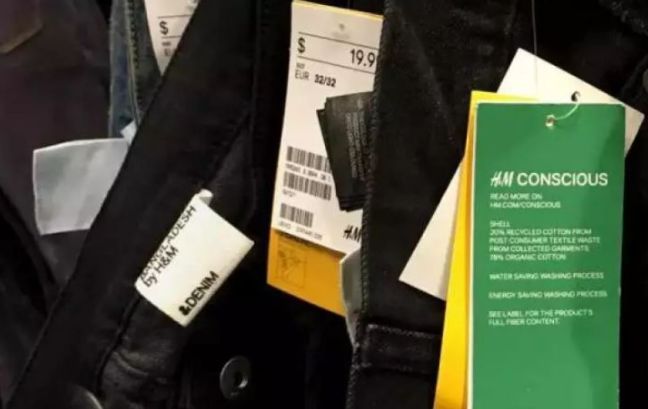 $
$
19.9
EUR 32/32
H&M
BANGLADESH
by H&M
&DENIM
H&M CONSCIOUS
READ MORE ON
HM.COM/CONSCIOUS
SHELL
20% RECYCLED COTTON FROM
POST CONSUMER TEXTILE WASTE
FROM COLLECTED GARMENTS,
78% ORGANIC COTTON
WATER SAVING WASHING PROCESS
ENERGY SAVING WASHING PROCESS
SEE LABEL FOR THE PRODUCT'S
FULL FIBER CONTENT.